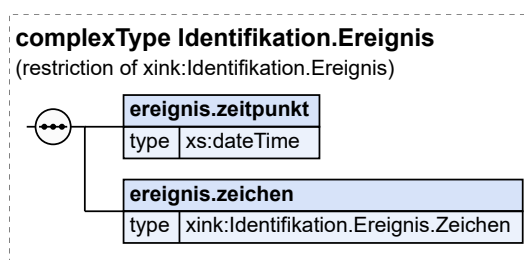 complexType Identifikation.Ereignis
(restriction of xink:Identifikation.Ereignis)
ereignis.zeitpunkt
type xs:dateTime
ereignis.zeichen
type xink:Identifikation.Ereignis.Zeichen